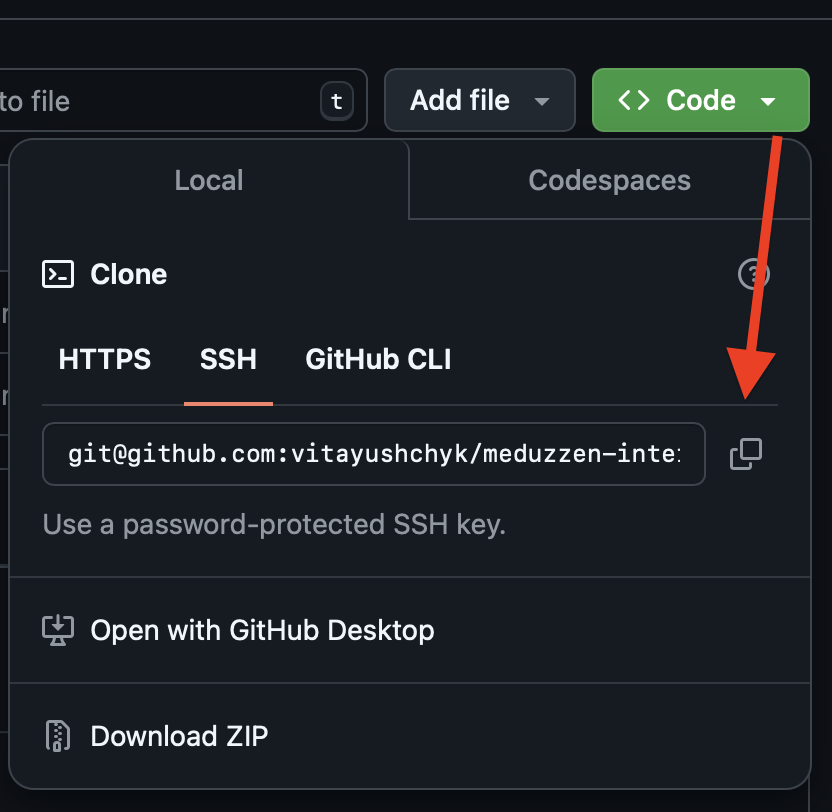 to file t Add file <> Code
Local Codespaces
Clone
HTTPS SSH GitHub CLI
git@github.com:vitayushchyk/meduzzen-inte
Use a password-protected SSH key.
Open with GitHub Desktop
Download ZIP